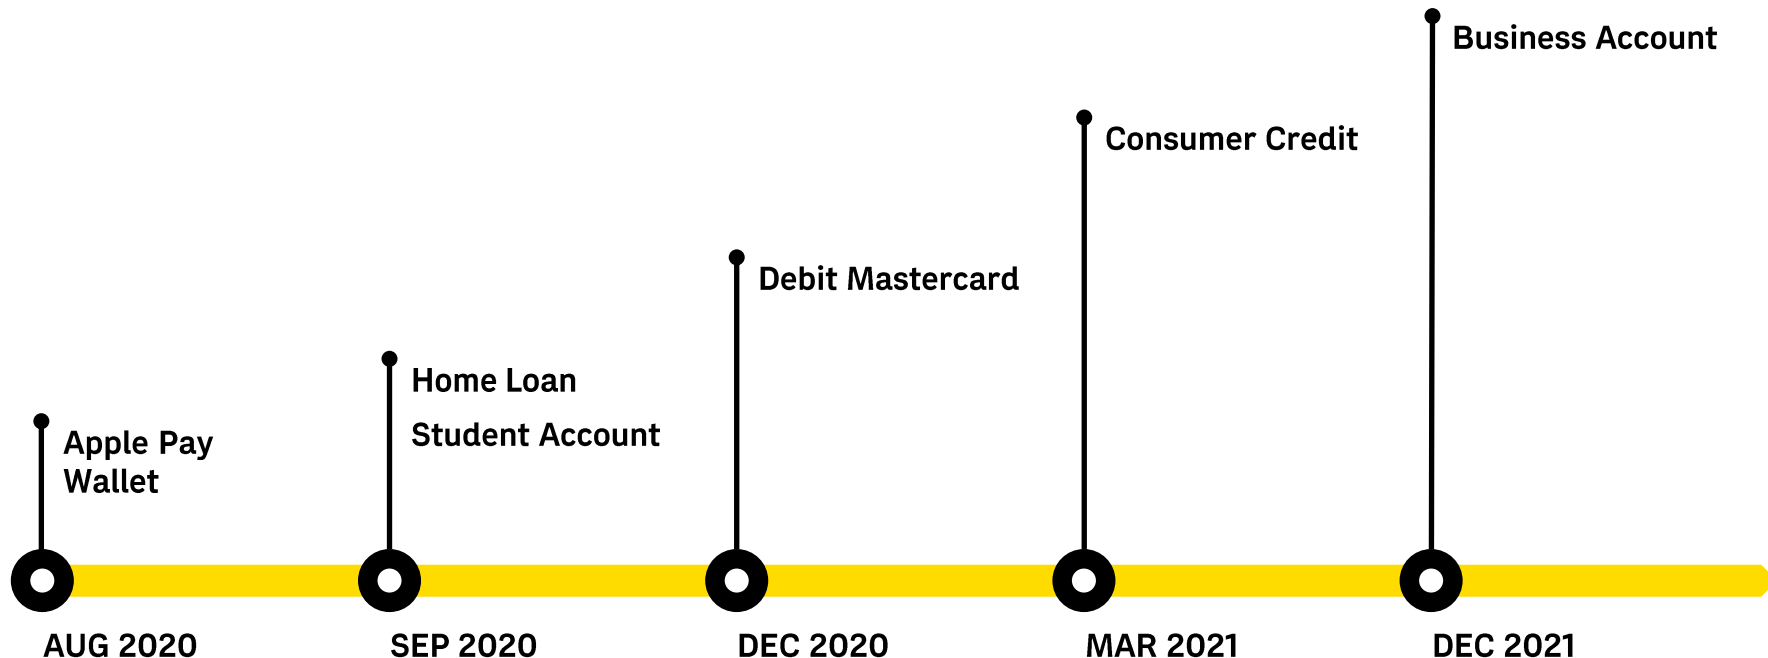 Business Account
Consumer Credit
Debit Mastercard
Home Loan
Student Account
Apple Pay
Wallet
AUG 2020
SEP 2020
DEC 2020
MAR 2021
DEC 2021